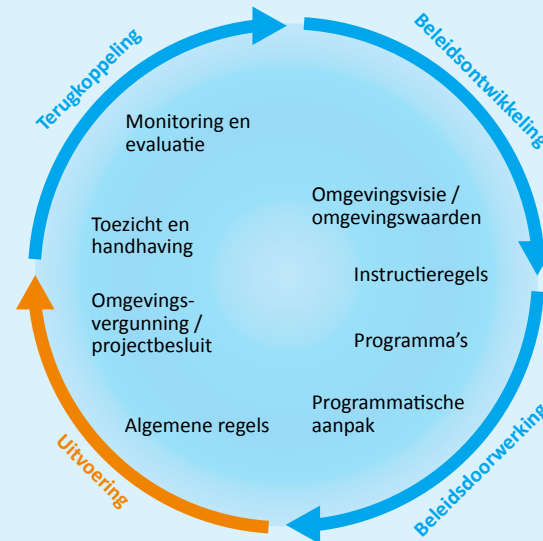 Terugkoppeling
Beleidsontwikkeling
Monitoring en
evaluatie
Omgevingsvisie /
omgevingswaarden
Toezicht en
handhaving
Instructieregels
Omgevings-
vergunning /
projectbesluit
Programma's
Programmatische
aanpak
Algemene regels
Uitvoering
Beleidsdoorwerking